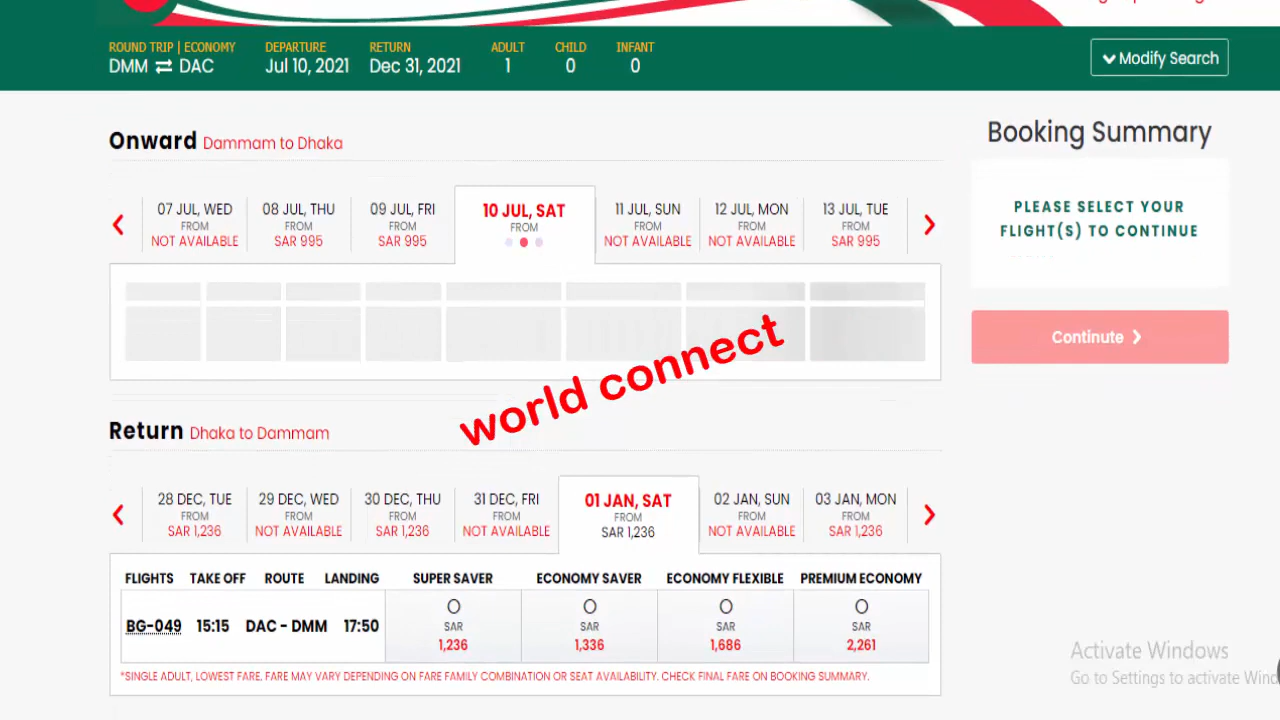 ROUND TRIP | ECONOMY DEPARTURE RETURN ADULT CHILD INFANT
DMM ⇄ DAC Jul 10, 2021 Dec 31, 2021 1 0 0
Modify Search
Onward Dammam to Dhaka
Booking Summary
07 JUL, WED 08 JUL, THU 09 JUL, FRI 10 JUL, SAT 11 JUL, SUN 12 JUL, MON 13 JUL, TUE
FROM FROM FROM FROM FROM FROM FROM
NOT AVAILABLE SAR 995 SAR 995 NOT AVAILABLE NOT AVAILABLE SAR 995
PLEASE SELECT YOUR
FLIGHT(S) TO CONTINUE
Continue
world connect
Return Dhaka to Dammam
28 DEC, TUE 29 DEC, WED 30 DEC, THU 31 DEC, FRI 01 JAN, SAT 02 JAN, SUN 03 JAN, MON
FROM FROM FROM FROM FROM FROM FROM
SAR 1,236 NOT AVAILABLE SAR 1,236 NOT AVAILABLE SAR 1,236 NOT AVAILABLE SAR 1,236
FLIGHTS TAKE OFF ROUTE LANDING SUPER SAVER ECONOMY SAVER ECONOMY FLEXIBLE PREMIUM ECONOMY
BG-049 15:15 DAC - DMM 17:50
SAR SAR SAR SAR
1,236 1,336 1,686 2,261
*SINGLE ADULT, LOWEST FARE. FARE MAY VARY DEPENDING ON FARE FAMILY COMBINATION OR SEAT AVAILABILITY. CHECK FINAL FARE ON BOOKING SUMMARY.
Activate Windows
Go to Settings to activate